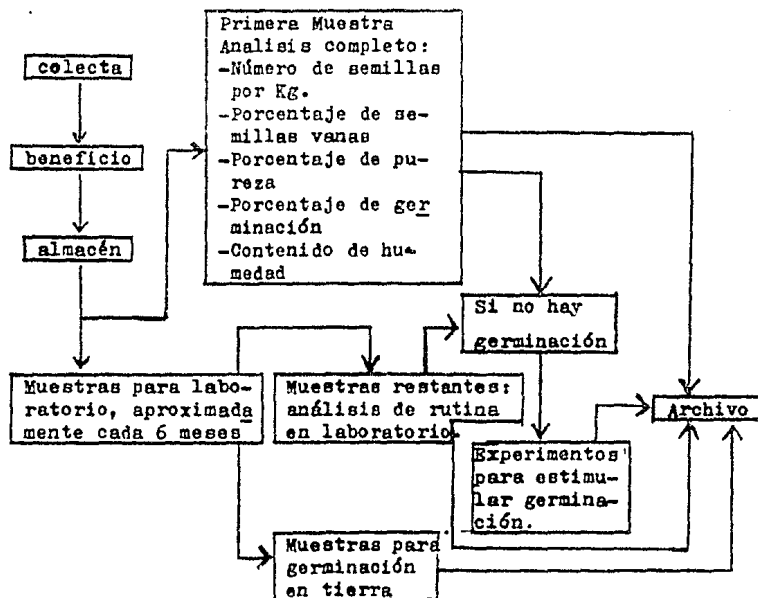 Primera Muestra
Analisis completo:
-Número de semillas
por Kg.
-Porcentaje de se-
millas vanas
-Porcentaje de pu-
reza
-Porcentaje de ger
minación
-Contenido de hu-
medad
colecta
beneficio
almacén
Si no hay
germinación
Muestras para labo-
ratorio, aproximada
mente cada 6 meses
Muestras restantes:
análisis de rutina
en laboratorio.
Archivo
Experimentos
para estimu-
lar germina-
ción.
Muestras para
germinación
en tierra